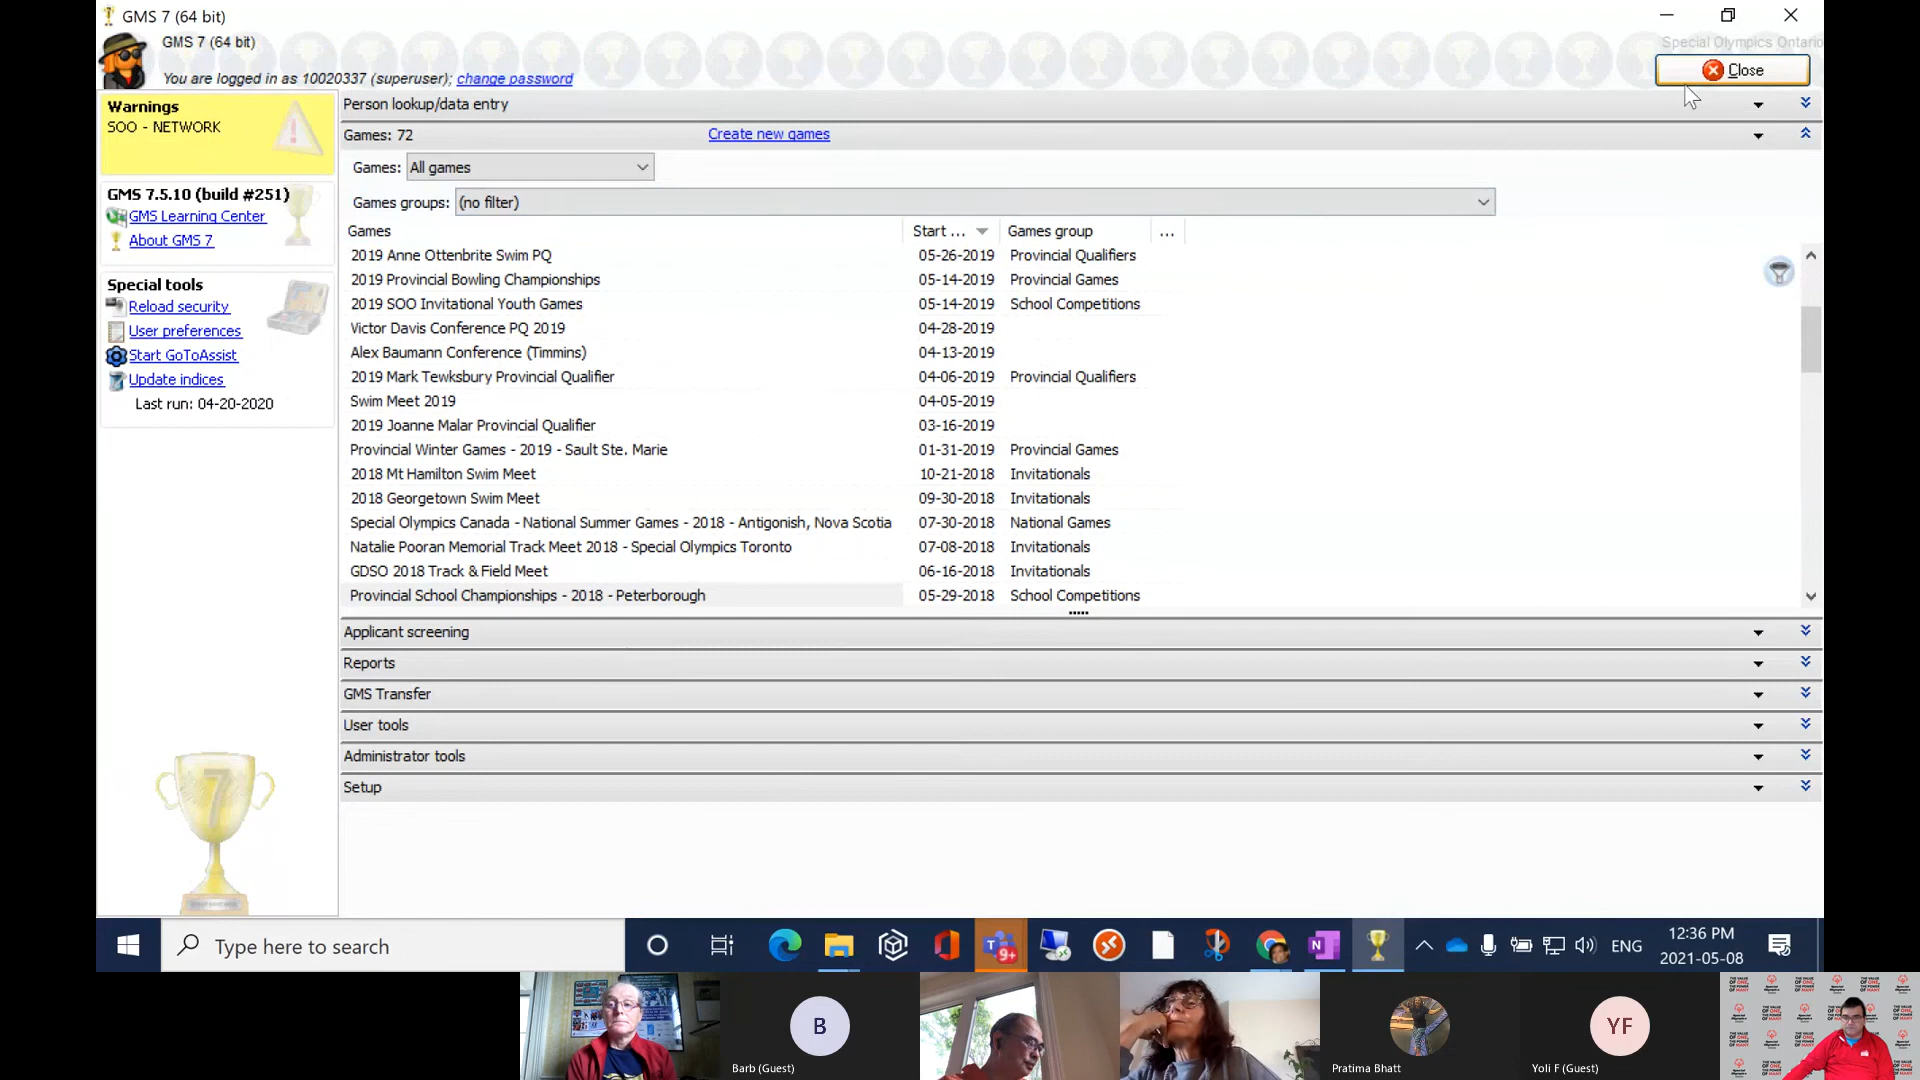 GMS 7 (64 bit)
GMS 7 (64 bit)
Special Olympics Ontario
You are logged in as 10020337 (superuser); change password
Close
Warnings
SOO - NETWORK
GMS 7.5.10 (build #251)
GMS Learning Center
About GMS 7
Special tools
Reload security
User preferences
Start GoToAssist
Update indices
Last run: 04-20-2020
Person lookup/data entry
Games: 72 Create new games
Games: All games
Games groups: (no filter)
Games Start ... Games group ...
2019 Anne Ottenbrite Swim PQ 05-26-2019 Provincial Qualifiers
2019 Provincial Bowling Championships 05-14-2019 Provincial Games
2019 SOO Invitational Youth Games 05-14-2019 School Competitions
Victor Davis Conference PQ 2019 04-28-2019
Alex Baumann Conference (Timmins) 04-13-2019
2019 Mark Tewksbury Provincial Qualifier 04-06-2019 Provincial Qualifiers
Swim Meet 2019 04-05-2019
2019 Joanne Malar Provincial Qualifier 03-16-2019
Provincial Winter Games - 2019 - Sault Ste. Marie 01-31-2019 Provincial Games
2018 Mt Hamilton Swim Meet 10-21-2018 Invitationals
2018 Georgetown Swim Meet 09-30-2018 Invitationals
Special Olympics Canada - National Summer Games - 2018 - Antigonish, Nova Scotia 07-30-2018 National Games
Natalie Pooran Memorial Track Meet 2018 - Special Olympics Toronto 07-08-2018 Invitationals
GDSO 2018 Track & Field Meet 06-16-2018 Invitationals
Provincial School Championships - 2018 - Peterborough 05-29-2018 School Competitions
Applicant screening
Reports
GMS Transfer
User tools
Administrator tools
Setup
7
Type here to search
9+
ENG
12:36 PM
2021-05-08
B
Barb (Guest)
Pratima Bhatt
YF
Yoli F (Guest)